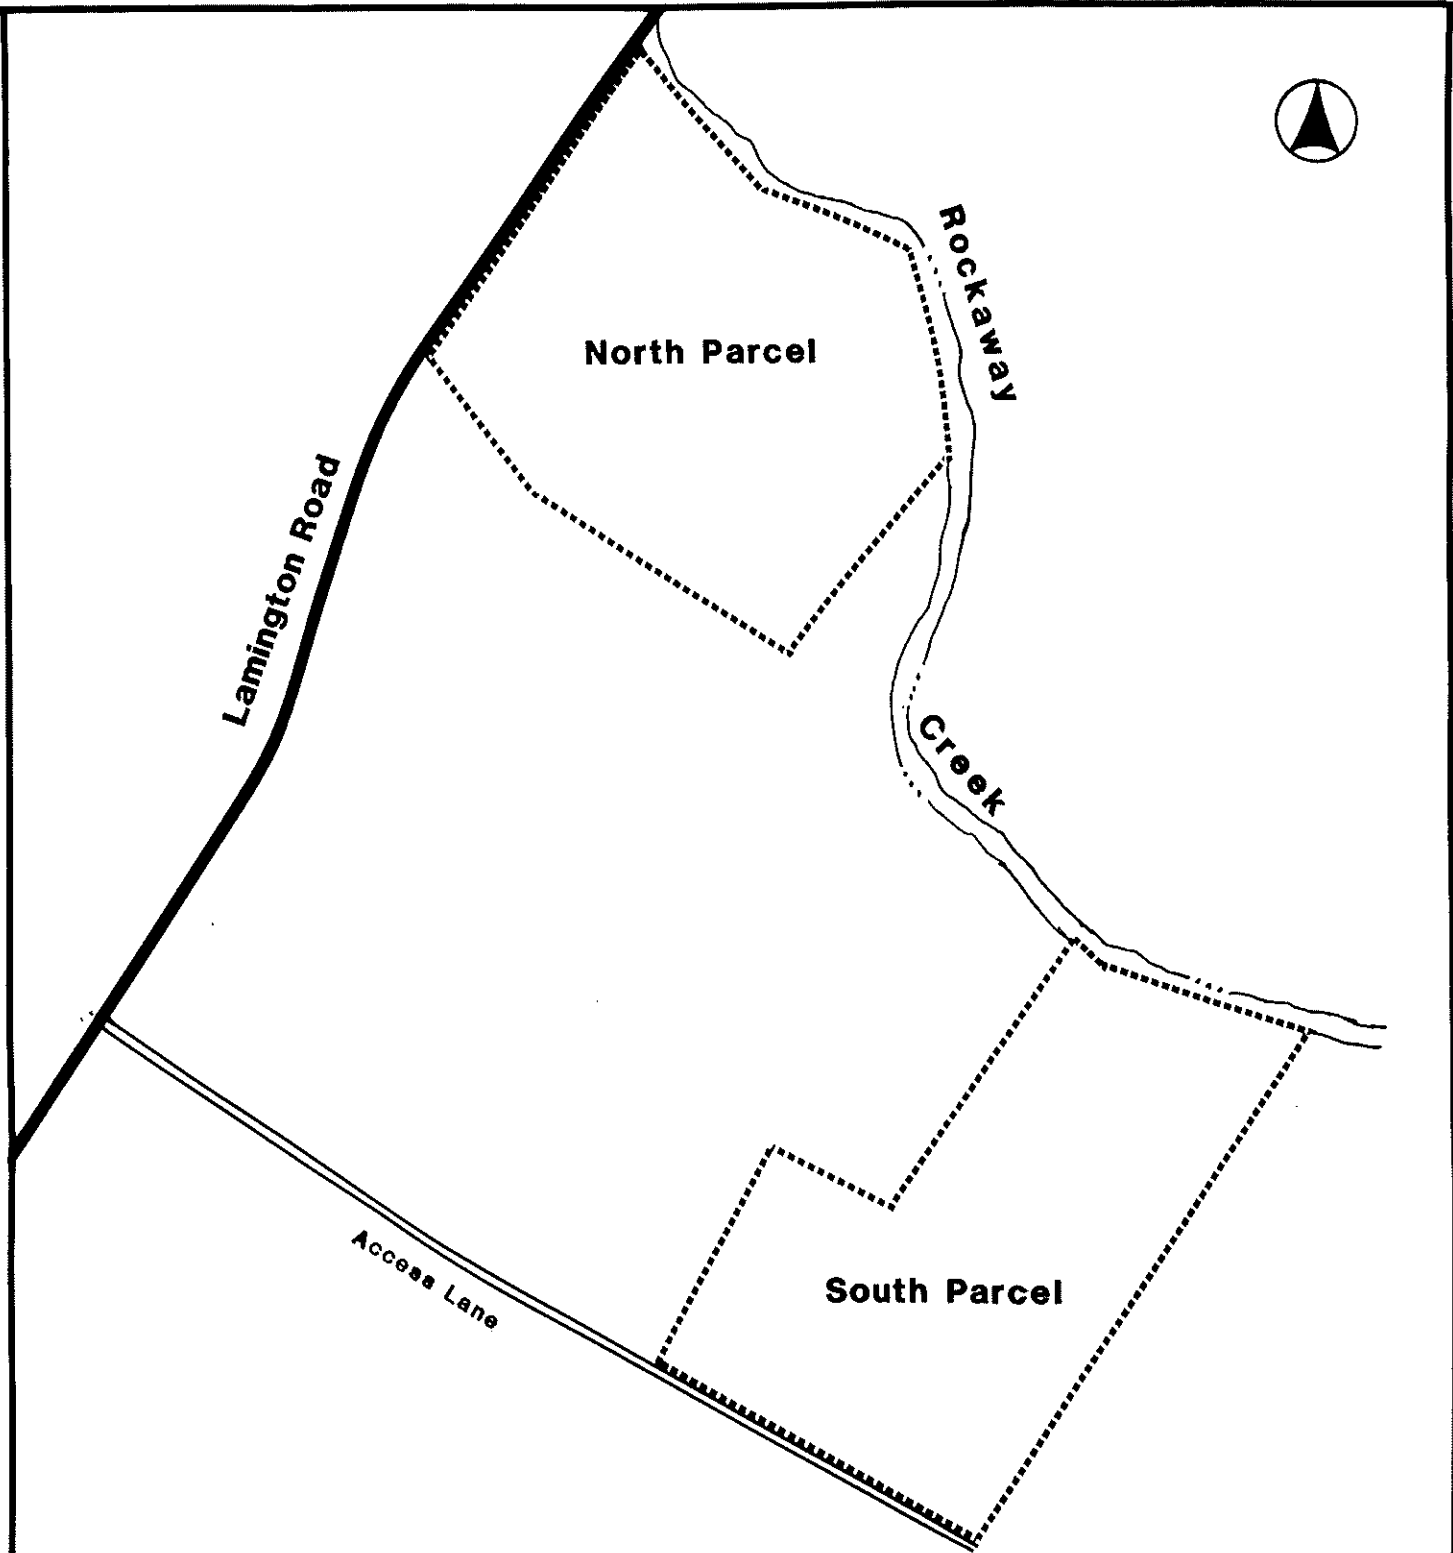 Rockaway
North Parcel
Lamington Road
Creek
Access Lane
South Parcel